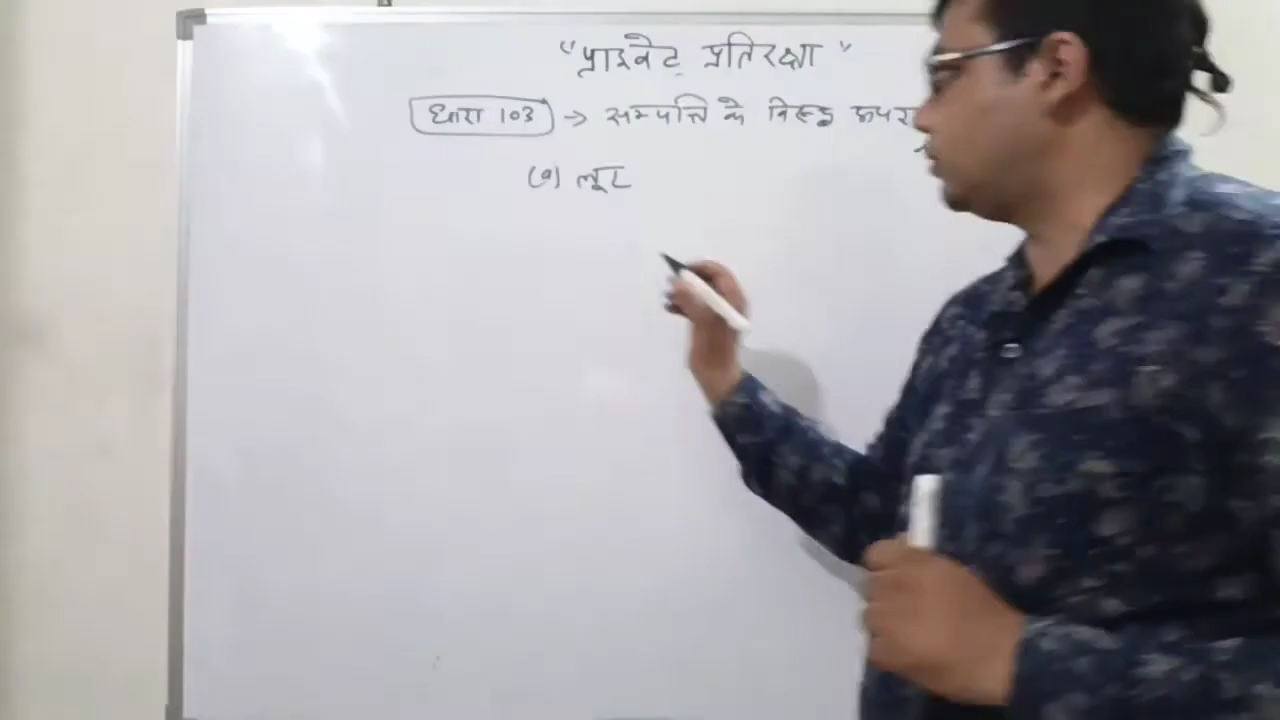 "प्राइवेट प्रतिरक्षा"
धारा 103 → सम्पत्ति के विरूद्ध
(a) लूट